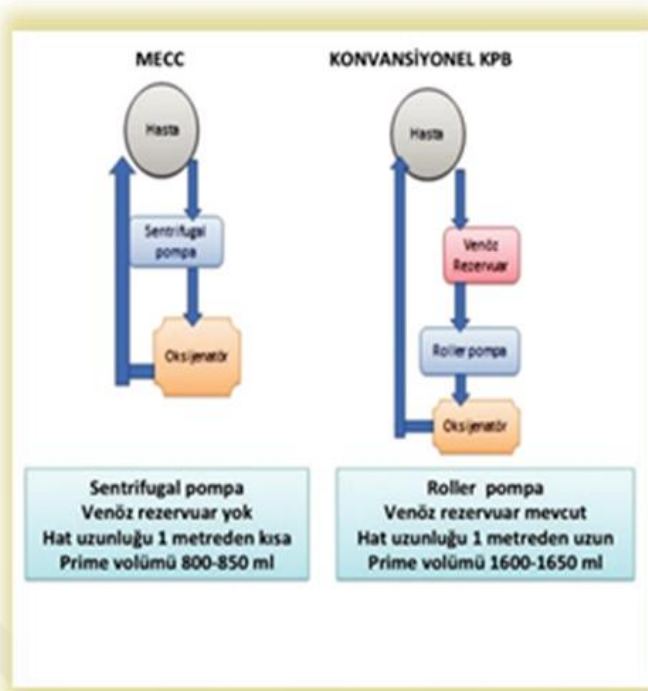 MECC
Hasta
Sentrifugal
pompa
Oksijenatör
Sentrifugal pompa
Venöz rezervuar yok
Hat uzunluğu 1 metreden kısa
Prime volümü 800-850 ml
KONVANSİYONEL KPB
Hasta
Venöz
Rezervuar
Roller pompa
Oksijenatör
Roller pompa
Venöz rezervuar mevcut
Hat uzunluğu 1 metreden uzun
Prime volümü 1600-1650 ml